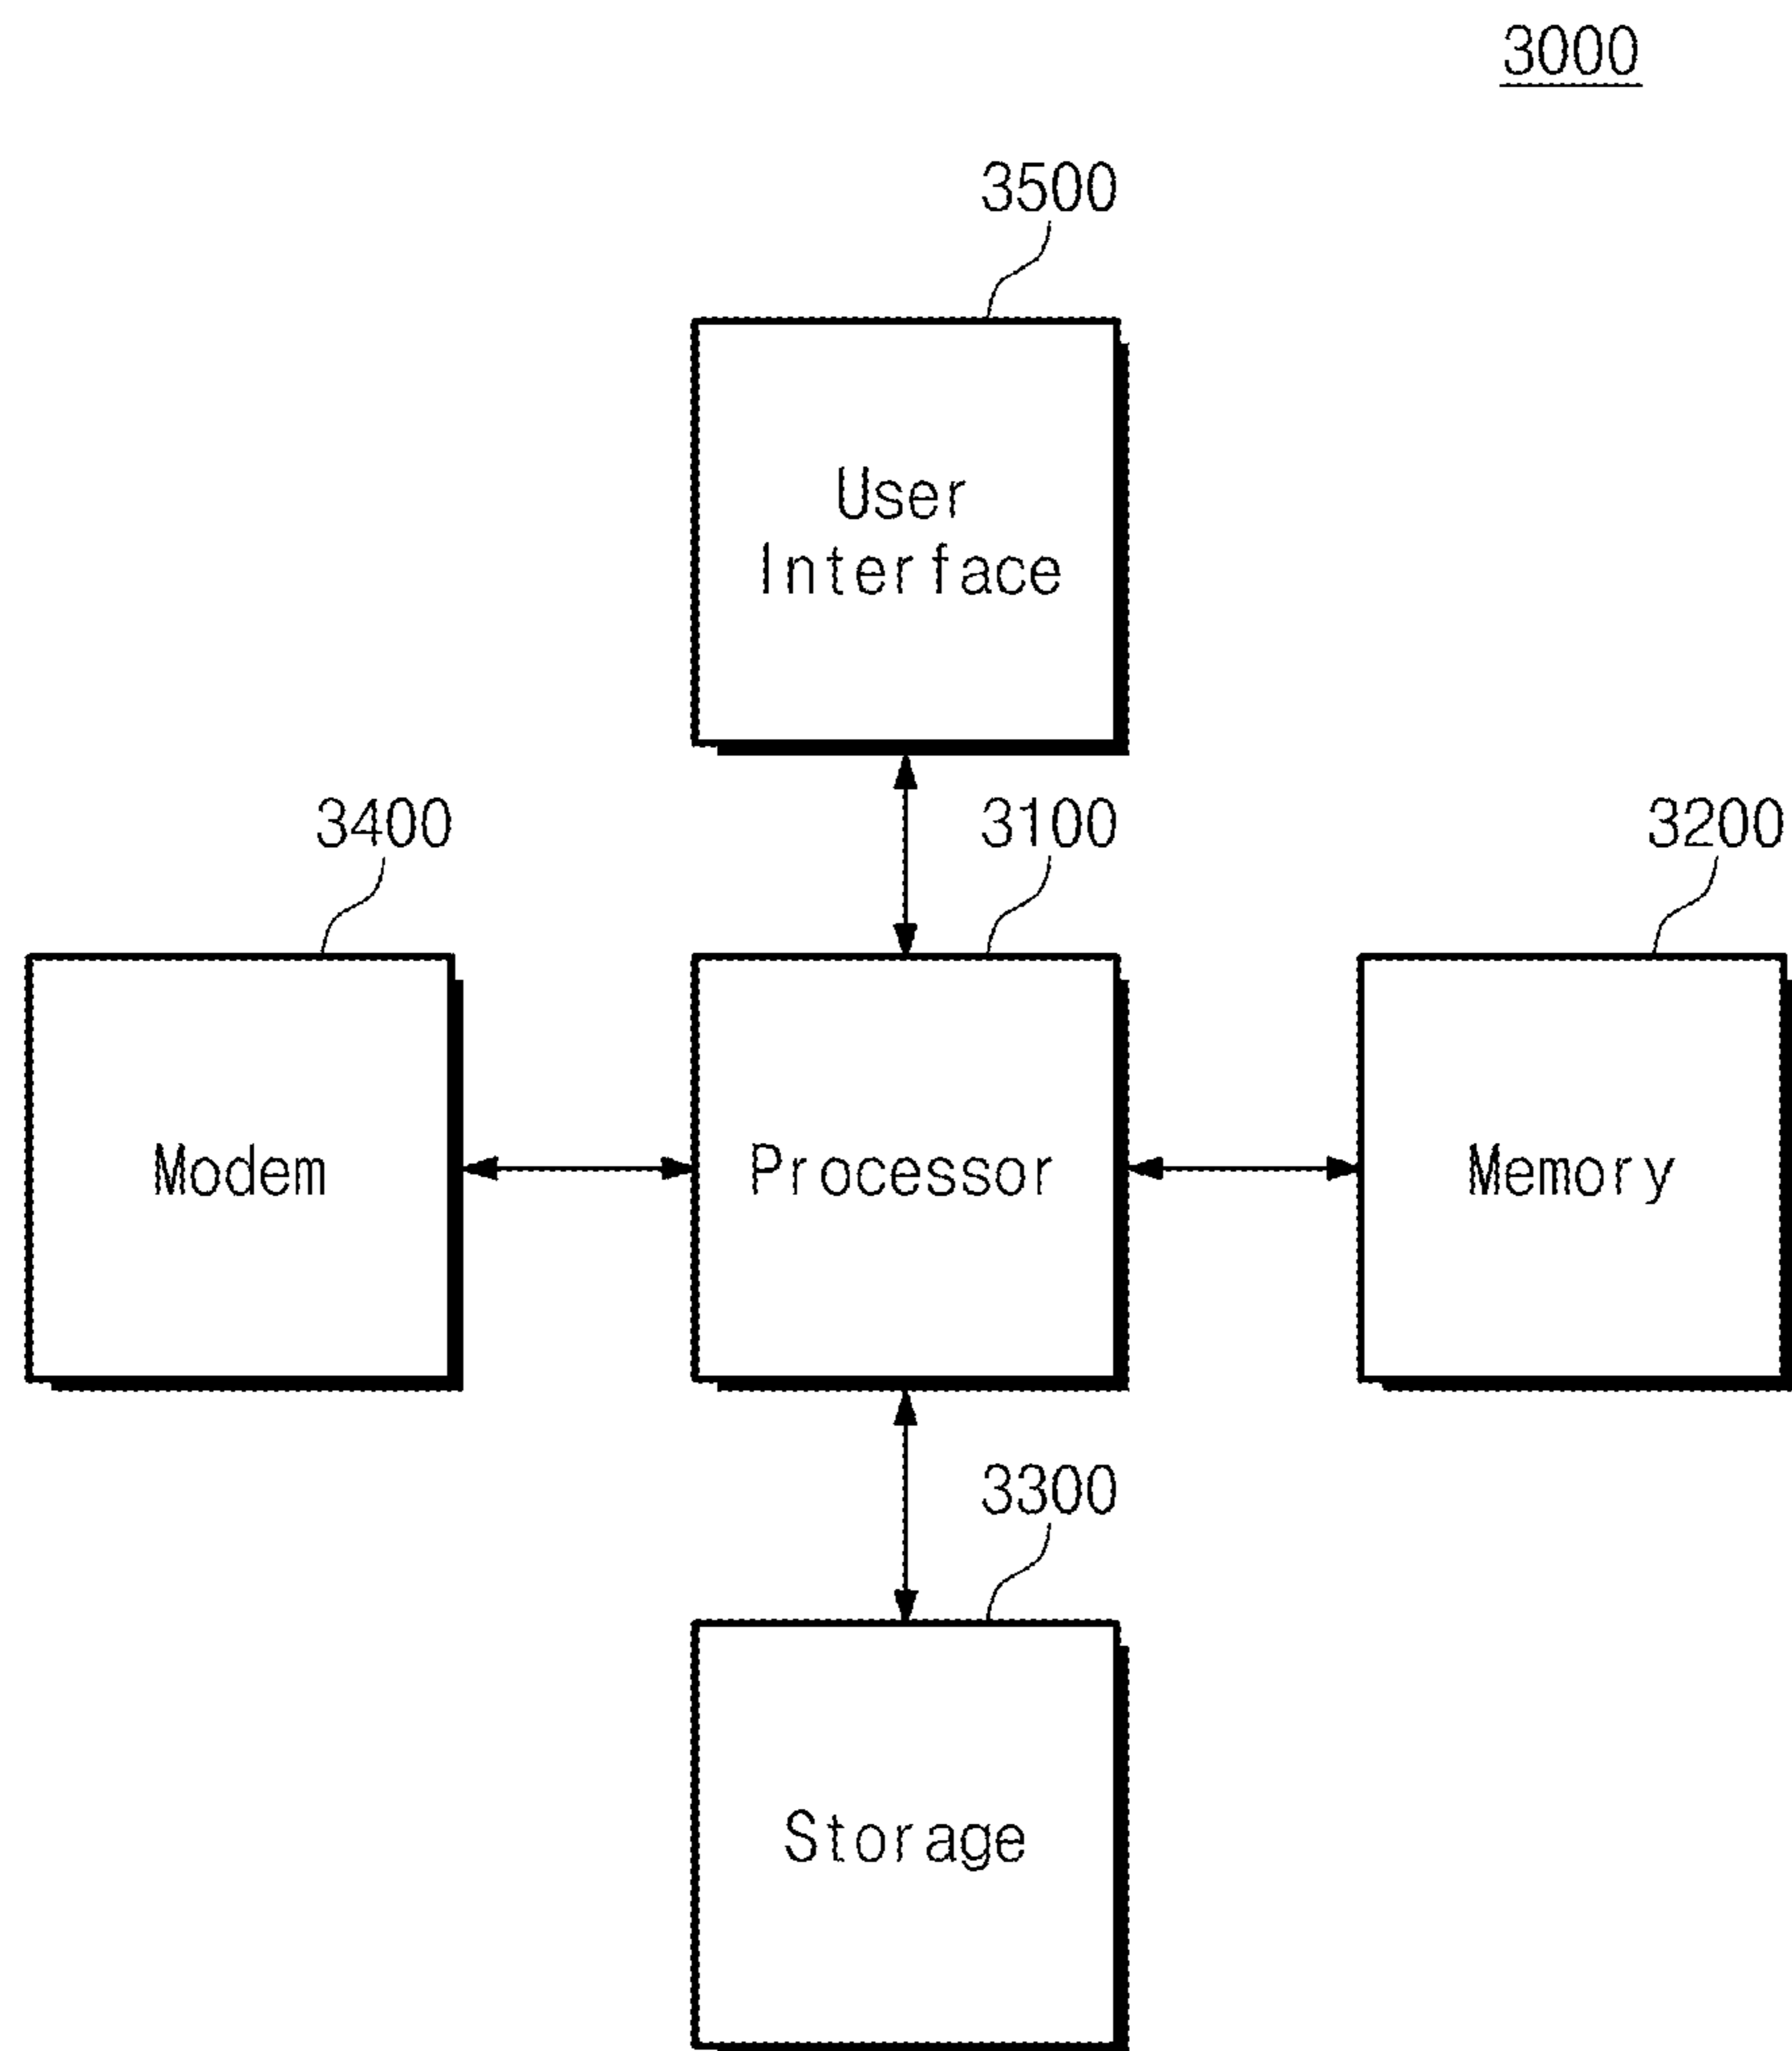 3000
3500
User
Interface
3400
3100
3200
Modem
Processor
Memory
3300
Storage